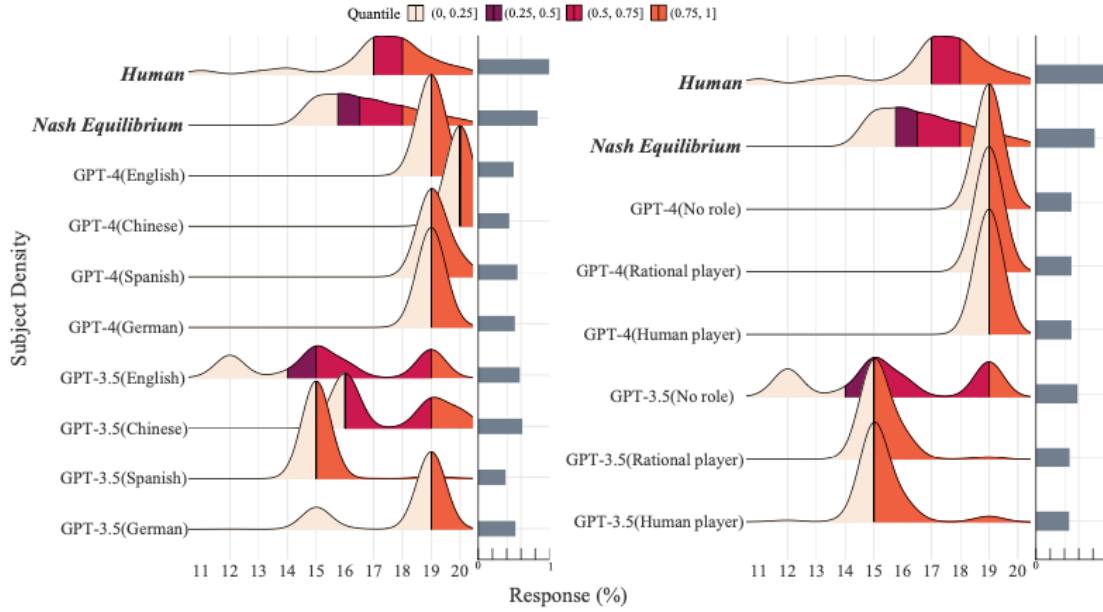 Quantile (0, 0.25] (0.25, 0.5] (0.5, 0.75] (0.75, 1]
Subject Density
Human
Nash Equilibrium
GPT-4(English)
GPT-4(Chinese)
GPT-4(Spanish)
GPT-4(German)
GPT-3.5(English)
GPT-3.5(Chinese)
GPT-3.5(Spanish)
GPT-3.5(German)
11 12 13 14 15 16 17 18 19 20
0 1
Human
Nash Equilibrium
GPT-4(No role)
GPT-4(Rational player)
GPT-4(Human player)
GPT-3.5(No role)
GPT-3.5(Rational player)
GPT-3.5(Human player)
11 12 13 14 15 16 17 18 19 20
0
Response (%)